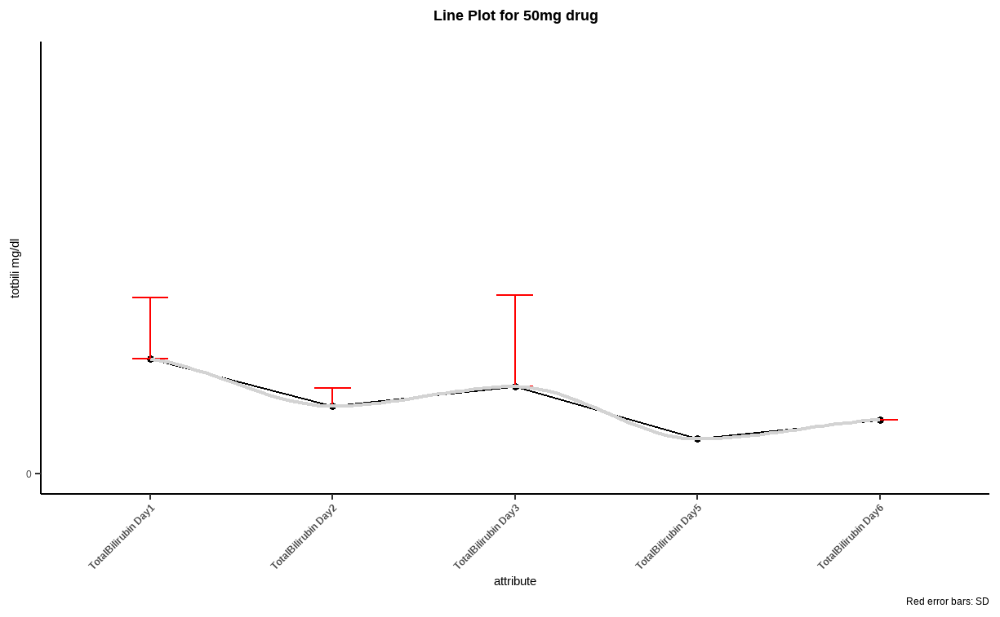 Line Plot for 50mg drug
totbili mg/dl
0
TotalBilirubin Day1
TotalBilirubin Day2
TotalBilirubin Day3
TotalBilirubin Day5
TotalBilirubin Day6
attribute
Red error bars: SD